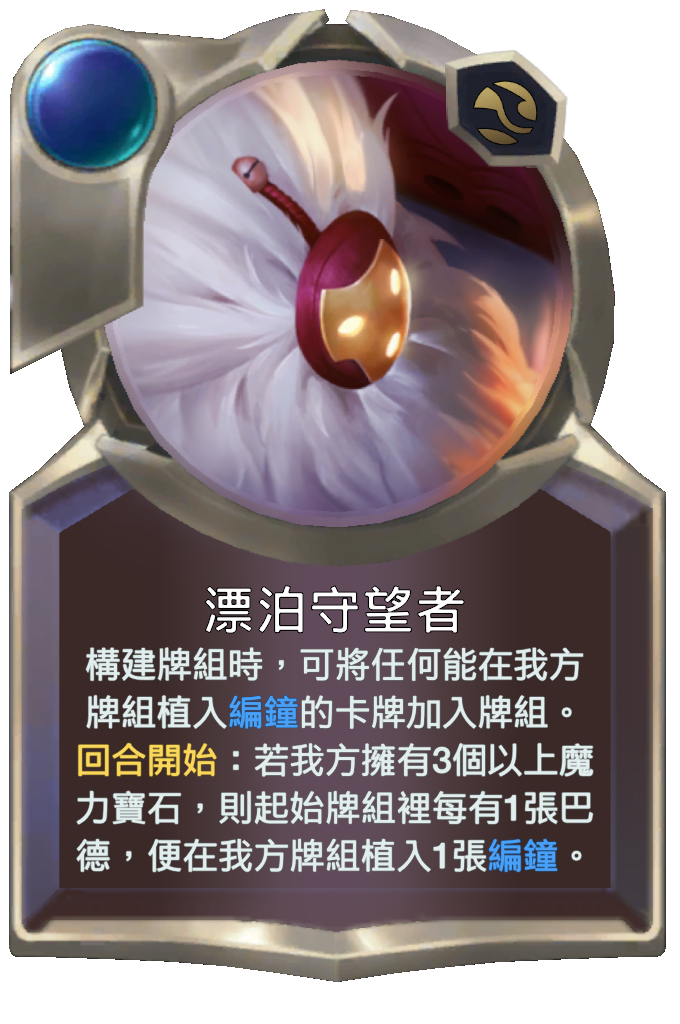 漂泊守望者
構建牌組時，可將任何能在我方
牌組植入編鐘的卡牌加入牌組。
回合開始：若我方擁有3個以上魔
力寶石，則起始牌組裡每有1張巴
德，便在我方牌組植入1張編鐘。